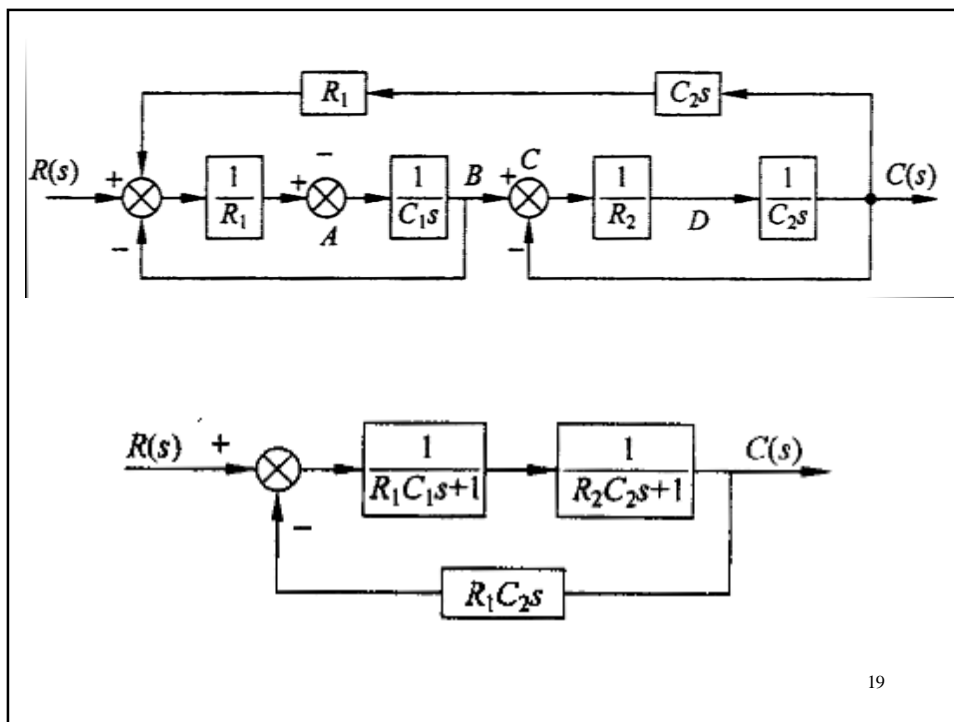 R₁ C₂s
R(s) + 1/R₁ + − A 1/C₁s B + C 1/R₂ D 1/C₂s C(s)
− −
R(s) + 1/(R₁C₁s+1) 1/(R₂C₂s+1) C(s)
−
R₁C₂s
19